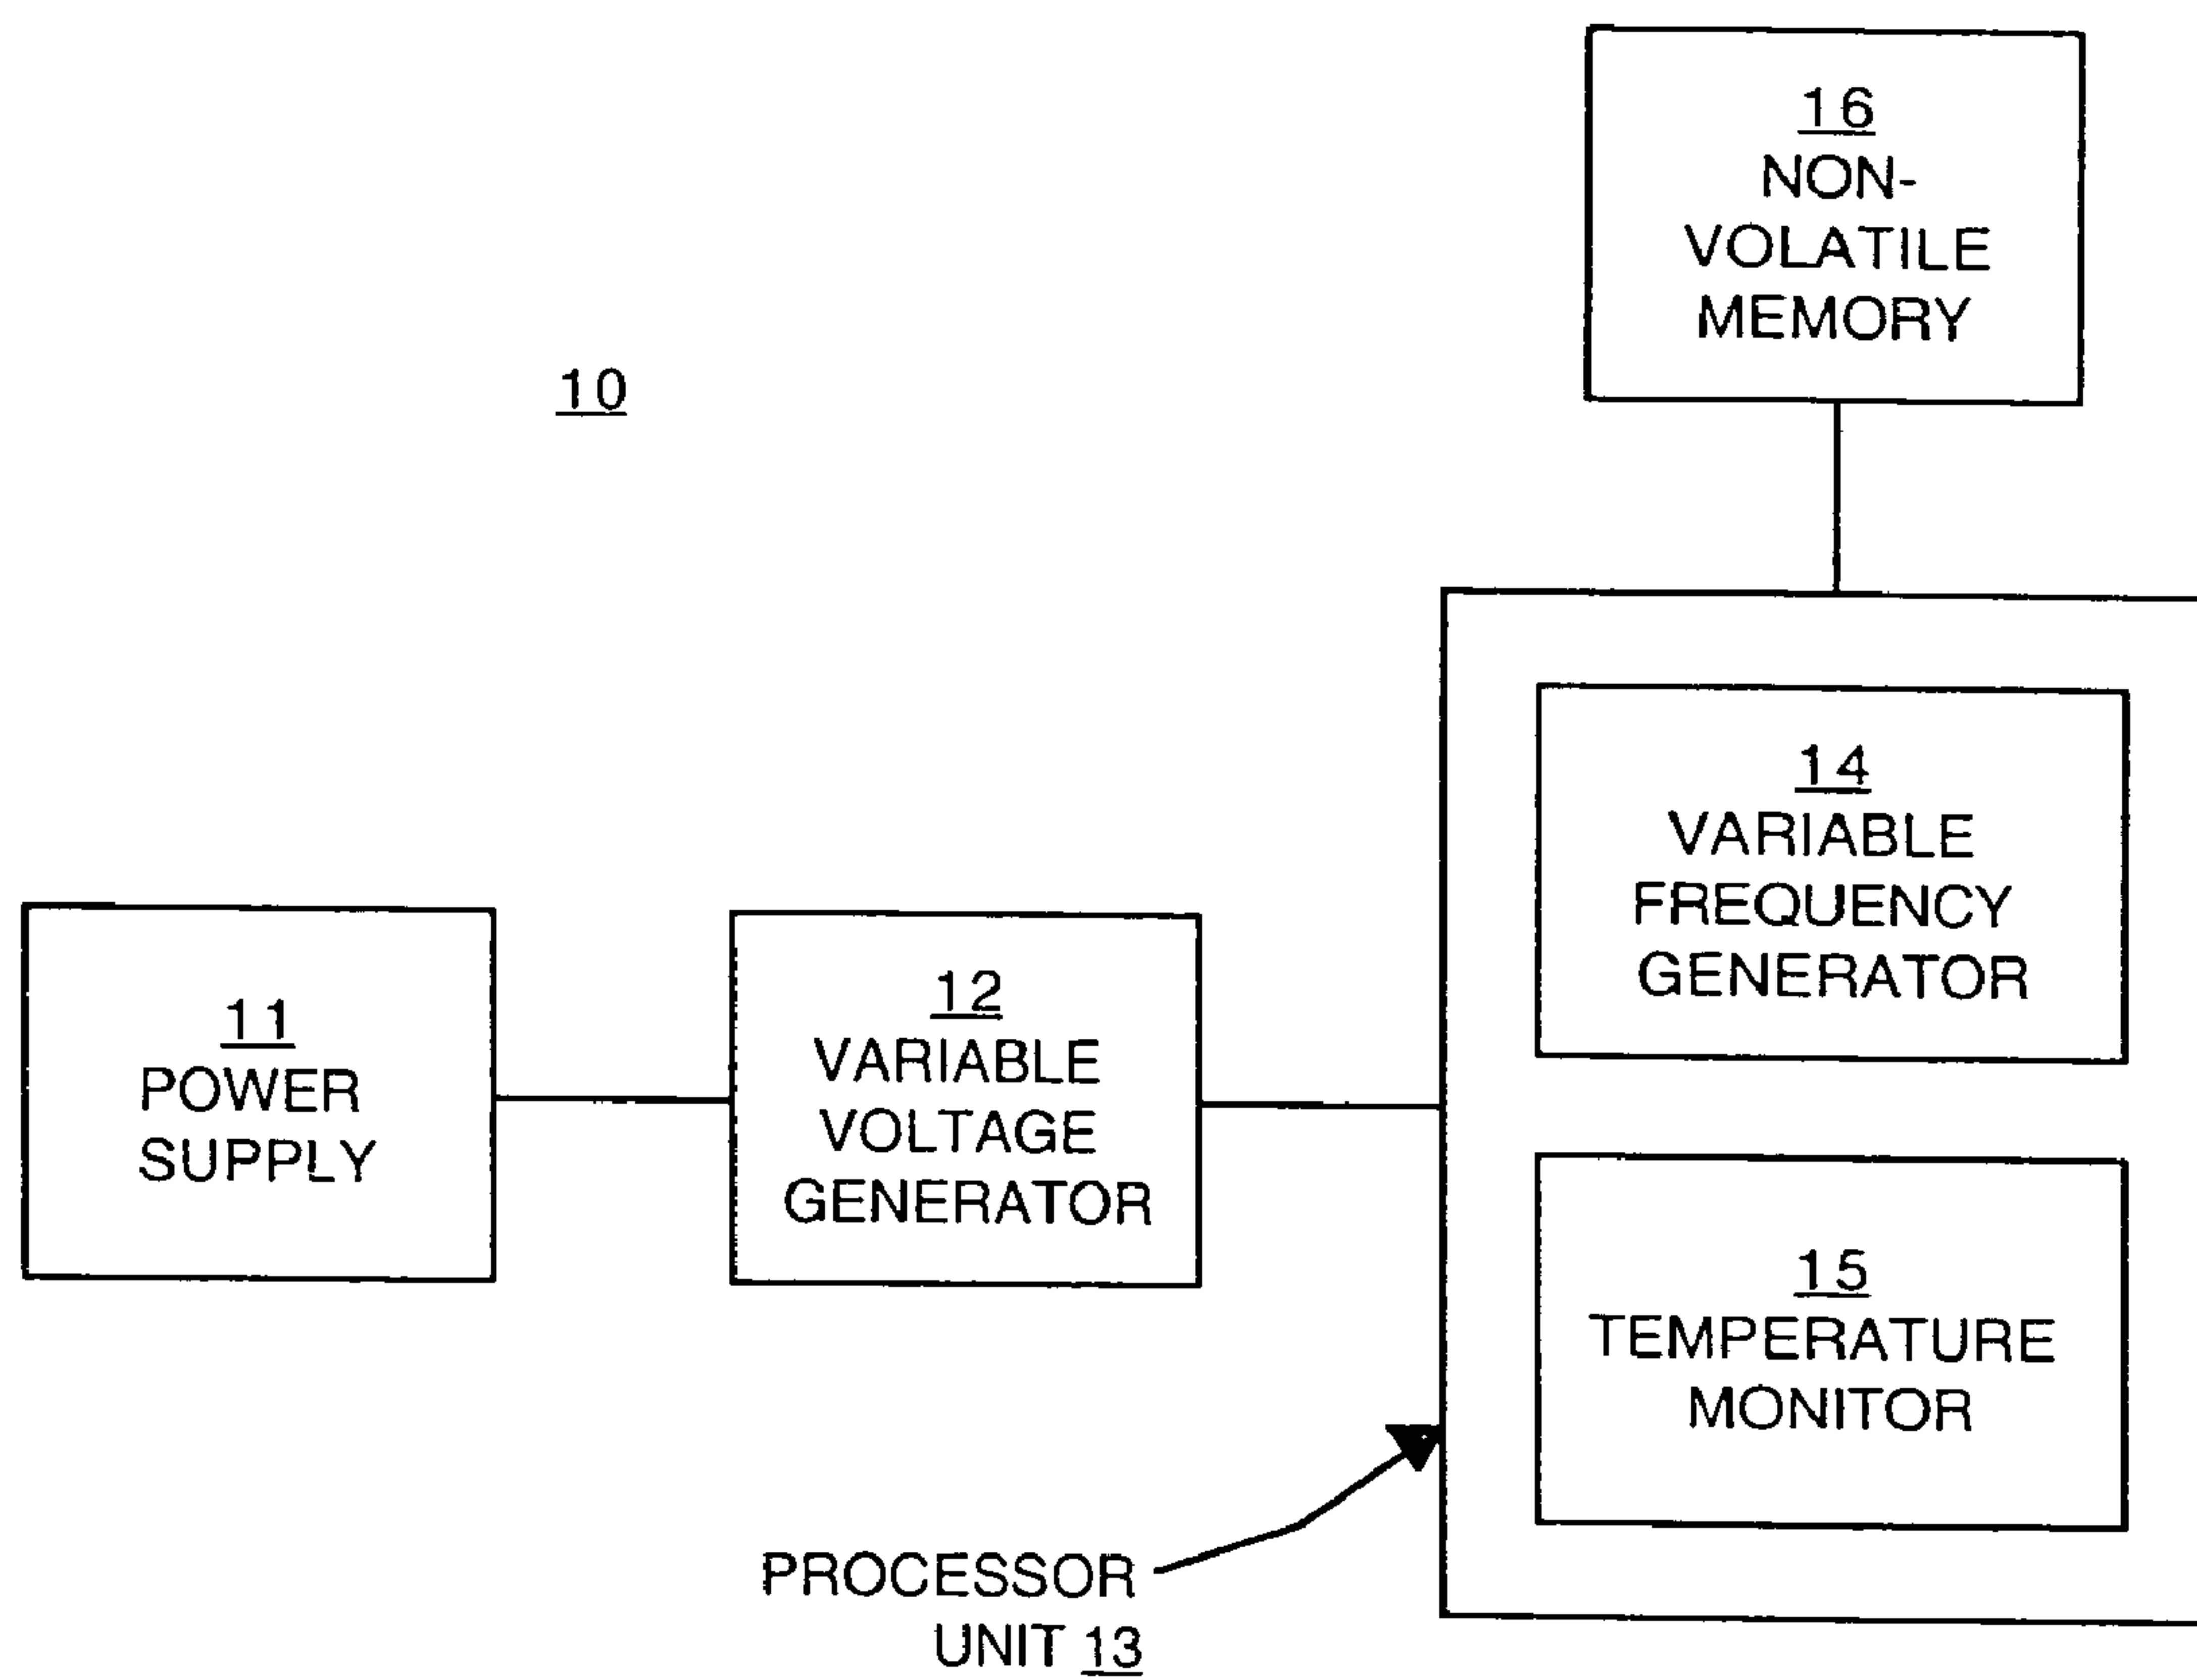 16
NON-
VOLATILE
MEMORY
10
14
VARIABLE
FREQUENCY
GENERATOR
11
POWER
SUPPLY
12
VARIABLE
VOLTAGE
GENERATOR
15
TEMPERATURE
MONITOR
PROCESSOR
UNIT 13